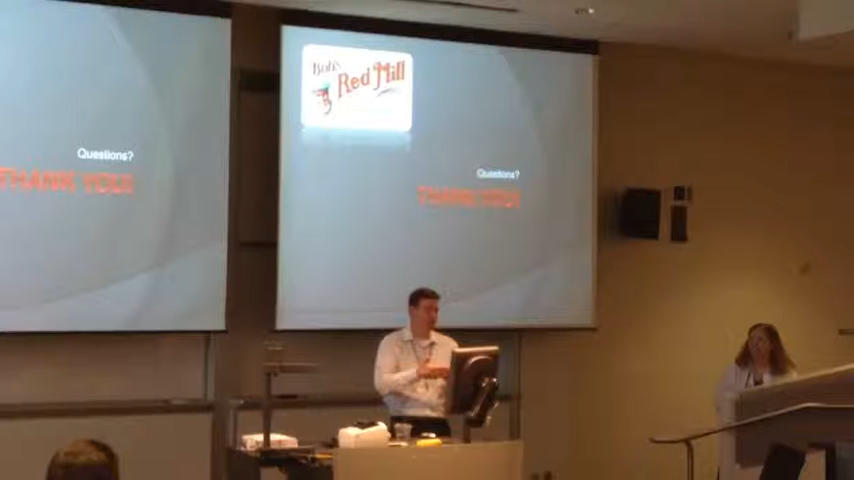 Questions?
THANK YOU!
Bob's
Red Mill
Questions?
THANK YOU!